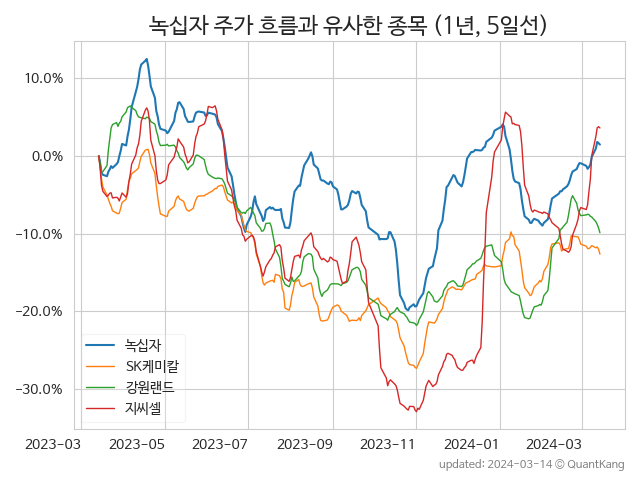 녹십자 주가 흐름과 유사한 종목 (1년, 5일선)
10.0%
0.0%
−10.0%
−20.0%
−30.0%
녹십자
SK케미칼
강원랜드
지씨셀
2023-03 2023-05 2023-07 2023-09 2023-11 2024-01 2024-03
updated: 2024-03-14 © QuantKang